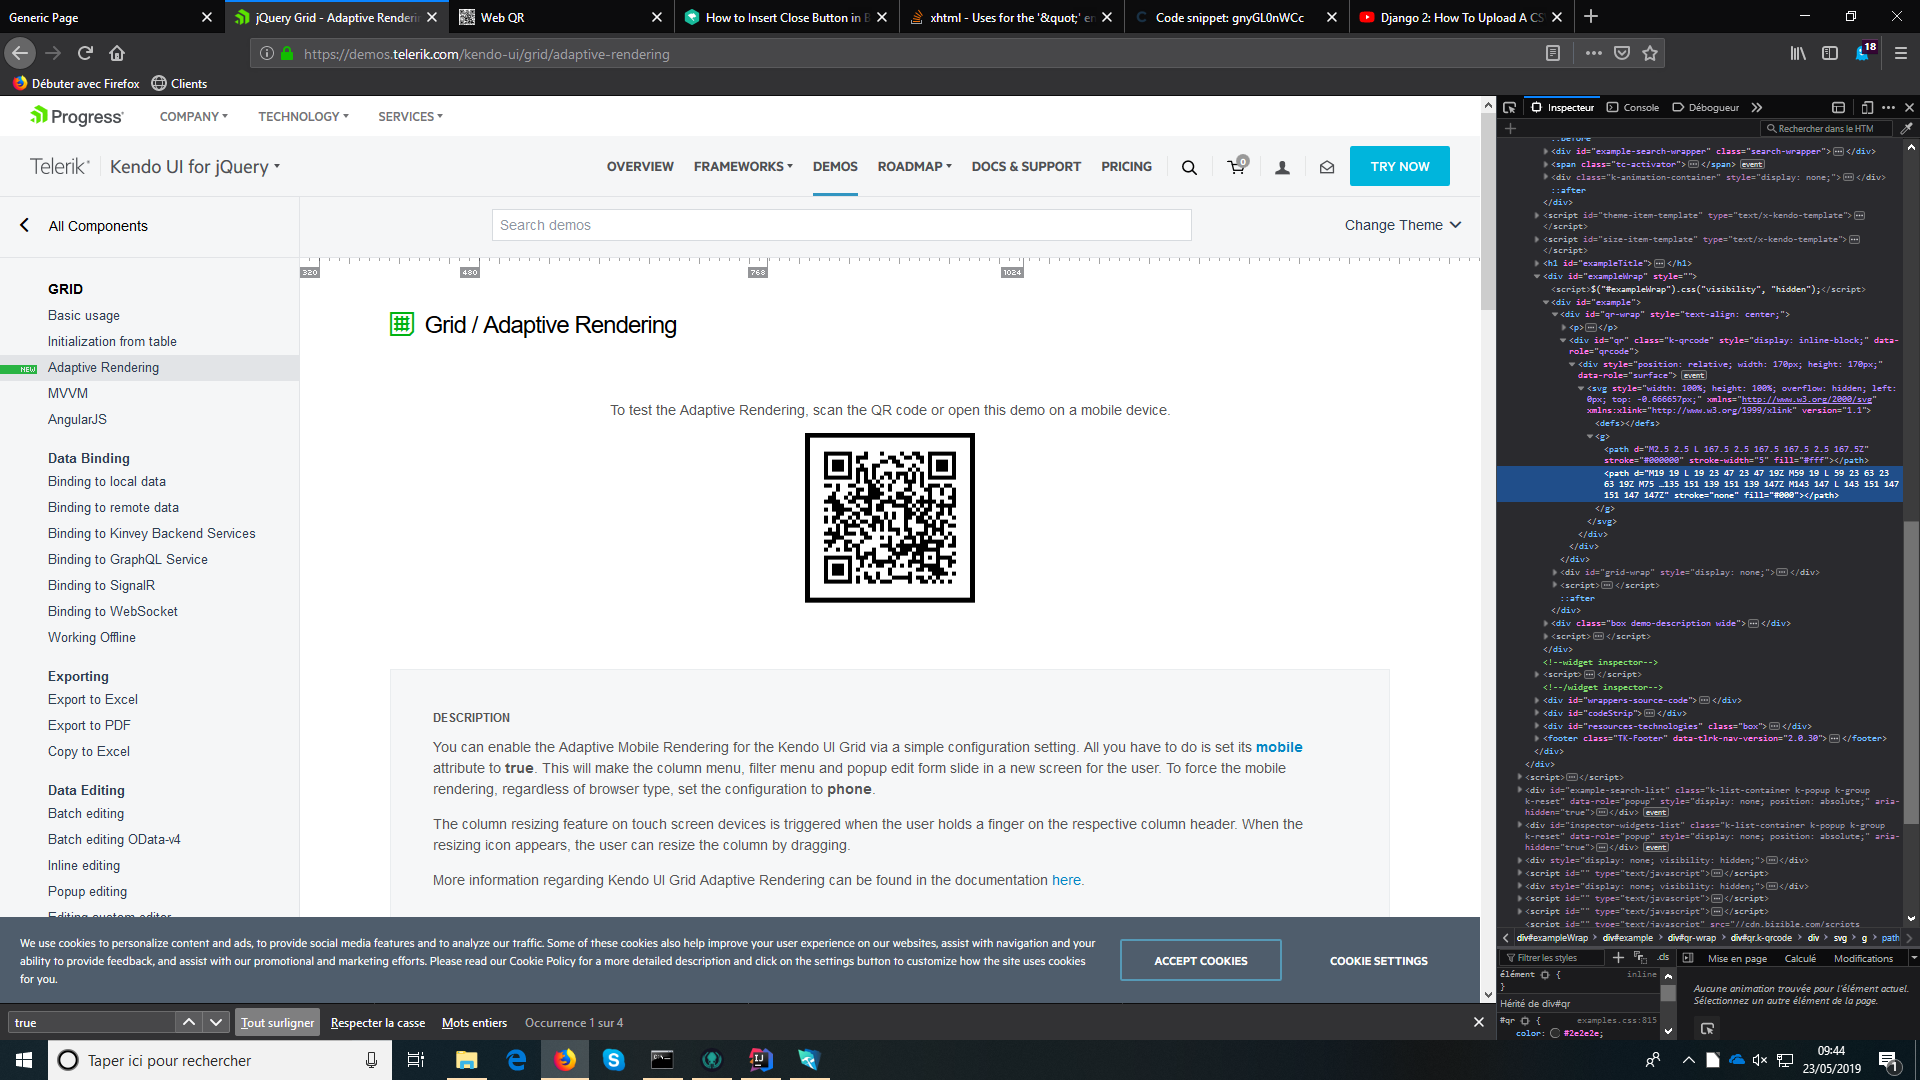 Generic Page
jQuery Grid - Adaptive Renderin
Web QR
How to Insert Close Button in B
xhtml - Uses for the '&quot;' en
Code snippet: gnyGL0nWCc
Django 2: How To Upload A CS
https://demos.telerik.com/kendo-ui/grid/adaptive-rendering
18
Débuter avec Firefox
Clients
Progress
COMPANY
TECHNOLOGY
SERVICES
Telerik
Kendo UI for jQuery
OVERVIEW
FRAMEWORKS
DEMOS
ROADMAP
DOCS & SUPPORT
PRICING
0
TRY NOW
All Components
Search demos
Change Theme
320
480
768
1024
GRID
Basic usage
Initialization from table
NEW
Adaptive Rendering
MVVM
AngularJS
Data Binding
Binding to local data
Binding to remote data
Binding to Kinvey Backend Services
Binding to GraphQL Service
Binding to SignalR
Binding to WebSocket
Working Offline
Exporting
Export to Excel
Export to PDF
Copy to Excel
Data Editing
Batch editing
Batch editing OData-v4
Inline editing
Popup editing
Editing custom editor
Grid / Adaptive Rendering
To test the Adaptive Rendering, scan the QR code or open this demo on a mobile device.
DESCRIPTION
You can enable the Adaptive Mobile Rendering for the Kendo UI Grid via a simple configuration setting. All you have to do is set its mobile
attribute to true. This will make the column menu, filter menu and popup edit form slide in a new screen for the user. To force the mobile
rendering, regardless of browser type, set the configuration to phone.
The column resizing feature on touch screen devices is triggered when the user holds a finger on the respective column header. When the
resizing icon appears, the user can resize the column by dragging.
More information regarding Kendo UI Grid Adaptive Rendering can be found in the documentation here.
We use cookies to personalize content and ads, to provide social media features and to analyze our traffic. Some of these cookies also help improve your user experience on our websites, assist with navigation and your
ability to provide feedback, and assist with our promotional and marketing efforts. Please read our Cookie Policy for a more detailed description and click on the settings button to customize how the site uses cookies
for you.
ACCEPT COOKIES
COOKIE SETTINGS
Inspecteur
Console
Débogueur
Rechercher dans le HTM
::before
<div id="example-search-wrapper" class="search-wrapper"></div>
<span class="tc-activator"></span> event
<div class="k-animation-container" style="display: none;"></div>
::after
</div>
<script id="theme-item-template" type="text/x-kendo-template">
</script>
<script id="size-item-template" type="text/x-kendo-template">
</script>
<h1 id="exampleTitle"></h1>
<div id="exampleWrap" style="">
<script>$("#exampleWrap").css("visibility", "hidden");</script>
<div id="example">
<div id="qr-wrap" style="text-align: center;">
<p></p>
<div id="qr" class="k-qrcode" style="display: inline-block;" data-
role="qrcode">
<div style="position: relative; width: 170px; height: 170px;"
data-role="surface"> event
<svg style="width: 100%; height: 100%; overflow: hidden; left:
0px; top: -0.666657px;" xmlns="http://www.w3.org/2000/svg"
xmlns:xlink="http://www.w3.org/1999/xlink" version="1.1">
<defs></defs>
<g>
<path d="M2.5 2.5 L 167.5 2.5 167.5 167.5 2.5 167.5Z"
stroke="#000000" stroke-width="5" fill="#fff"></path>
<path d="M19 19 L 19 23 47 23 47 19Z M59 19 L 59 23 63 23
63 19Z M75 …135 151 139 151 139 147Z M143 147 L 143 151 147
151 147 147Z" stroke="none" fill="#000"></path>
</g>
</svg>
</div>
</div>
</div>
<div id="grid-wrap" style="display: none;"></div>
<script></script>
::after
</div>
<div class="box demo-description wide"></div>
<script></script>
</div>
<!--widget inspector-->
<script></script>
<!--/widget inspector-->
<div id="wrappers-source-code"></div>
<div id="codeStrip"></div>
<div id="resources-technologies" class="box"></div>
<footer class="TK-Footer" data-tlrk-nav-version="2.0.30"></footer>
</div>
</div>
<script></script>
<div id="example-search-list" class="k-list-container k-popup k-group
k-reset" data-role="popup" style="display: none; position: absolute;" aria-
hidden="true"></div> event
<div id="inspector-widgets-list" class="k-list-container k-popup k-group
k-reset" data-role="popup" style="display: none; position: absolute;" aria-
hidden="true"></div> event
<div style="display: none; visibility: hidden;"></div>
<script id="" type="text/javascript"></script>
<div style="display: none; visibility: hidden;"></div>
<script id="" type="text/javascript"></script>
<script id="" type="text/javascript"></script>
<script id="" type="text/javascript" src="//cdn.bizible.com/scripts
div#exampleWrap
div#example
div#qr-wrap
div#qr.k-qrcode
div
svg
g
path
Filtrer les styles
.cls
Mise en page
Calculé
Modifications
élément {
inline
}
Hérité de div#qr
#qr {
examples.css:815
color: #2e2e2e;
Aucune animation trouvée pour l'élément actuel.
Sélectionnez un autre élément de la page.
true
Tout surligner
Respecter la casse
Mots entiers
Occurrence 1 sur 4
Taper ici pour rechercher
09:44
23/05/2019
1